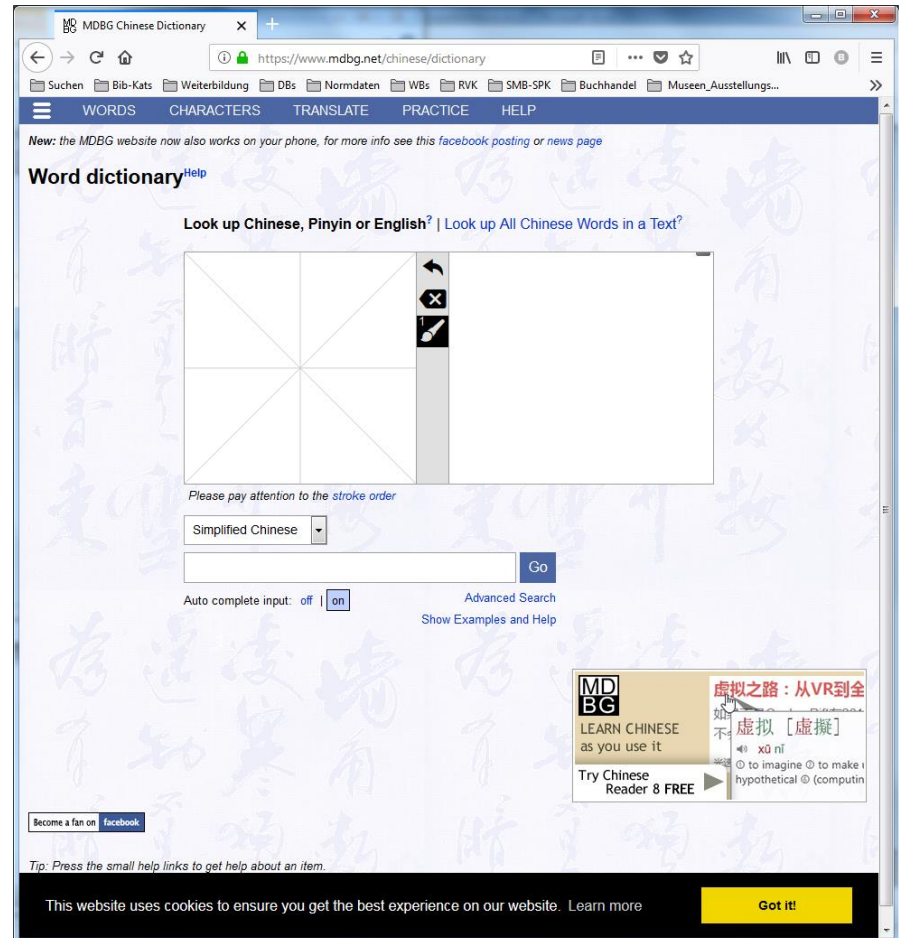 MDBG MDBG Chinese Dictionary
https://www.mdbg.net/chinese/dictionary
Suchen Bib-Kats Weiterbildung DBs Normdaten WBs RVK SMB-SPK Buchhandel Museen_Ausstellungs...
WORDS CHARACTERS TRANSLATE PRACTICE HELP
New: the MDBG website now also works on your phone, for more info see this facebook posting or news page
Word dictionary Help
Look up Chinese, Pinyin or English? | Look up All Chinese Words in a Text?
1
Please pay attention to the stroke order
Simplified Chinese
Go
Auto complete input: off | on
Advanced Search
Show Examples and Help
MDBG
LEARN CHINESE
as you use it
Try Chinese
Reader 8 FREE
虚拟之路：从VR到全
虚拟 [虛擬]
xū nǐ
① to imagine ② to make
hypothetical ④ (computin
Become a fan on facebook
Tip: Press the small help links to get help about an item.
This website uses cookies to ensure you get the best experience on our website. Learn more
Got it!